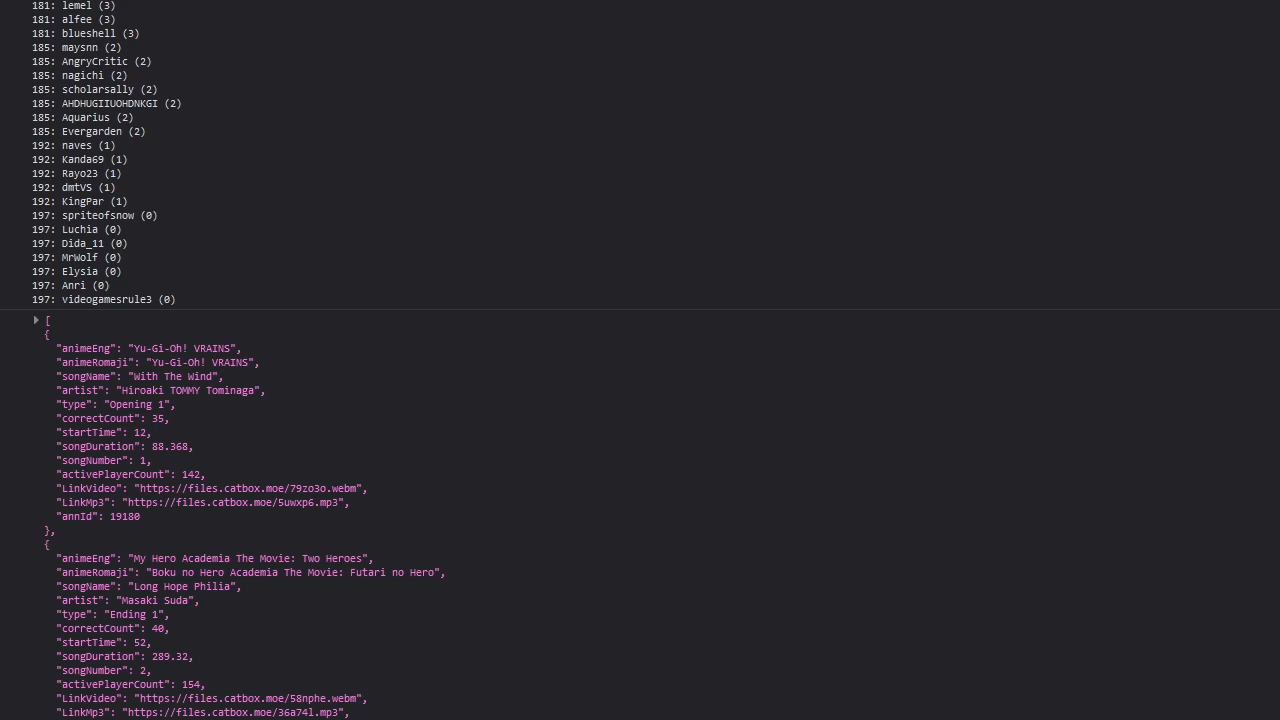 181: lemel (3)
181: alfee (3)
181: blueshell (3)
185: maysnn (2)
185: AngryCritic (2)
185: nagichi (2)
185: scholarsally (2)
185: AHDHUGIIUOHDNKGI (2)
185: Aquarius (2)
185: Evergarden (2)
192: naves (1)
192: Kanda69 (1)
192: Rayo23 (1)
192: dmtVS (1)
192: KingPar (1)
197: spriteofsnow (0)
197: Luchia (0)
197: Dida_11 (0)
197: MrWolf (0)
197: Elysia (0)
197: Anri (0)
197: videogamesrule3 (0)
[
{
"animeEng": "Yu-Gi-Oh! VRAINS",
"animeRomaji": "Yu-Gi-Oh! VRAINS",
"songName": "With The Wind",
"artist": "Hiroaki TOMMY Tominaga",
"type": "Opening 1",
"correctCount": 35,
"startTime": 12,
"songDuration": 88.368,
"songNumber": 1,
"activePlayerCount": 142,
"LinkVideo": "https://files.catbox.moe/79zo3o.webm",
"LinkMp3": "https://files.catbox.moe/5uwxp6.mp3",
"annId": 19180
},
{
"animeEng": "My Hero Academia The Movie: Two Heroes",
"animeRomaji": "Boku no Hero Academia The Movie: Futari no Hero",
"songName": "Long Hope Philia",
"artist": "Masaki Suda",
"type": "Ending 1",
"correctCount": 40,
"startTime": 52,
"songDuration": 289.32,
"songNumber": 2,
"activePlayerCount": 154,
"LinkVideo": "https://files.catbox.moe/58nphe.webm",
"LinkMp3": "https://files.catbox.moe/36a74l.mp3",